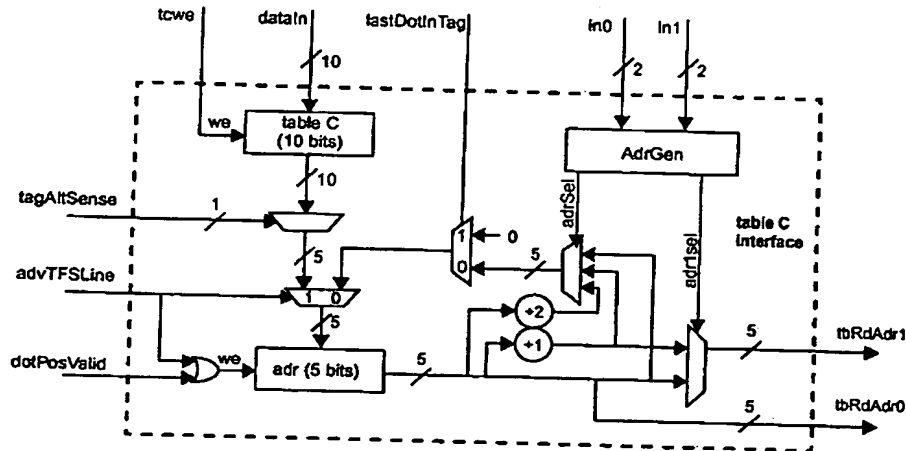 tcwe
dataIn
lastDotInTag
In0
In1
10
2
2
we
table C
(10 bits)
AdrGen
10
tagAltSense
1
adrSel
adr1sel
table C
interface
1
0
0
5
5
advTFSLine
1 0
5
+2
+1
5
tbRdAdr1
dotPosValid
we
adr (5 bits)
5
5
tbRdAdr0